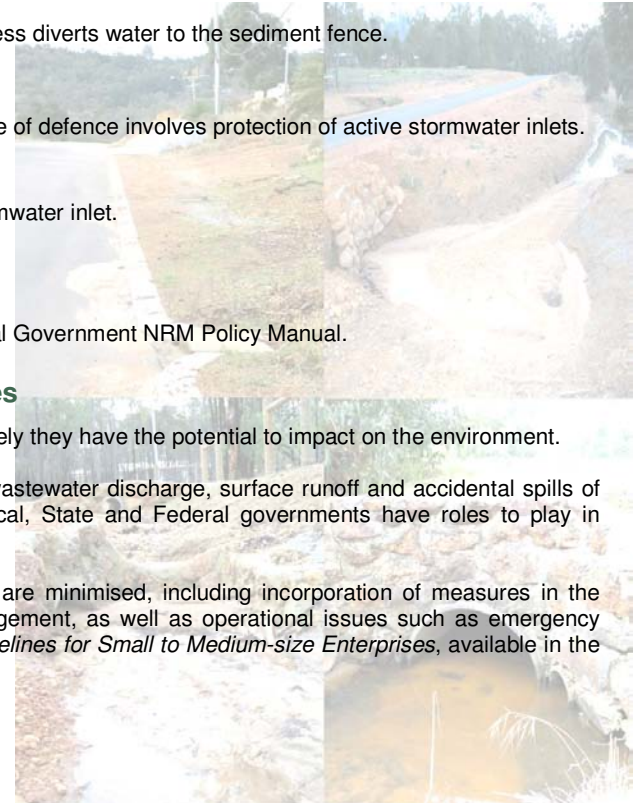 ess diverts water to the sediment fence.
e of defence involves protection of active stormwater inlets.
mwater inlet.
al Government NRM Policy Manual.
es
ely they have the potential to impact on the environment.
wastewater discharge, surface runoff and accidental spills of
cal, State and Federal governments have roles to play in
are minimised, including incorporation of measures in the
gement, as well as operational issues such as emergency
elines for Small to Medium-size Enterprises, available in the